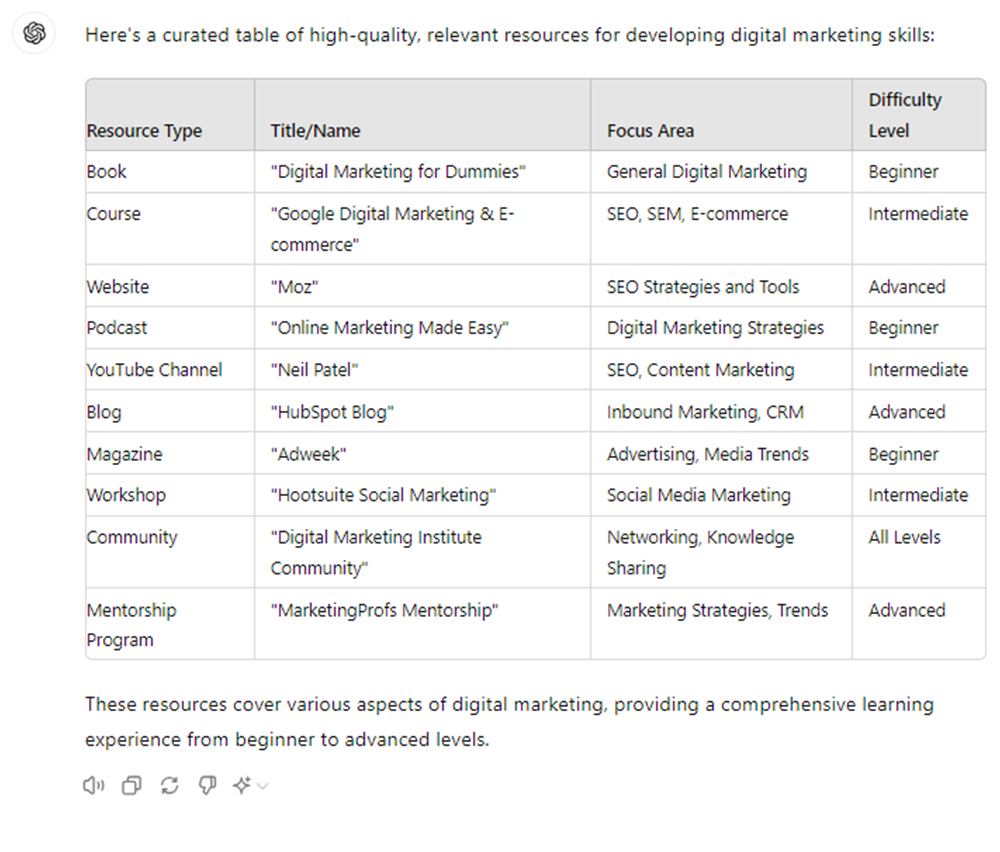 Here's a curated table of high-quality, relevant resources for developing digital marketing skills:
Resource Type Title/Name Focus Area Difficulty Level
Book "Digital Marketing for Dummies" General Digital Marketing Beginner
Course "Google Digital Marketing & E-commerce" SEO, SEM, E-commerce Intermediate
Website "Moz" SEO Strategies and Tools Advanced
Podcast "Online Marketing Made Easy" Digital Marketing Strategies Beginner
YouTube Channel "Neil Patel" SEO, Content Marketing Intermediate
Blog "HubSpot Blog" Inbound Marketing, CRM Advanced
Magazine "Adweek" Advertising, Media Trends Beginner
Workshop "Hootsuite Social Marketing" Social Media Marketing Intermediate
Community "Digital Marketing Institute Community" Networking, Knowledge Sharing All Levels
Mentorship Program "MarketingProfs Mentorship" Marketing Strategies, Trends Advanced
These resources cover various aspects of digital marketing, providing a comprehensive learning
experience from beginner to advanced levels.